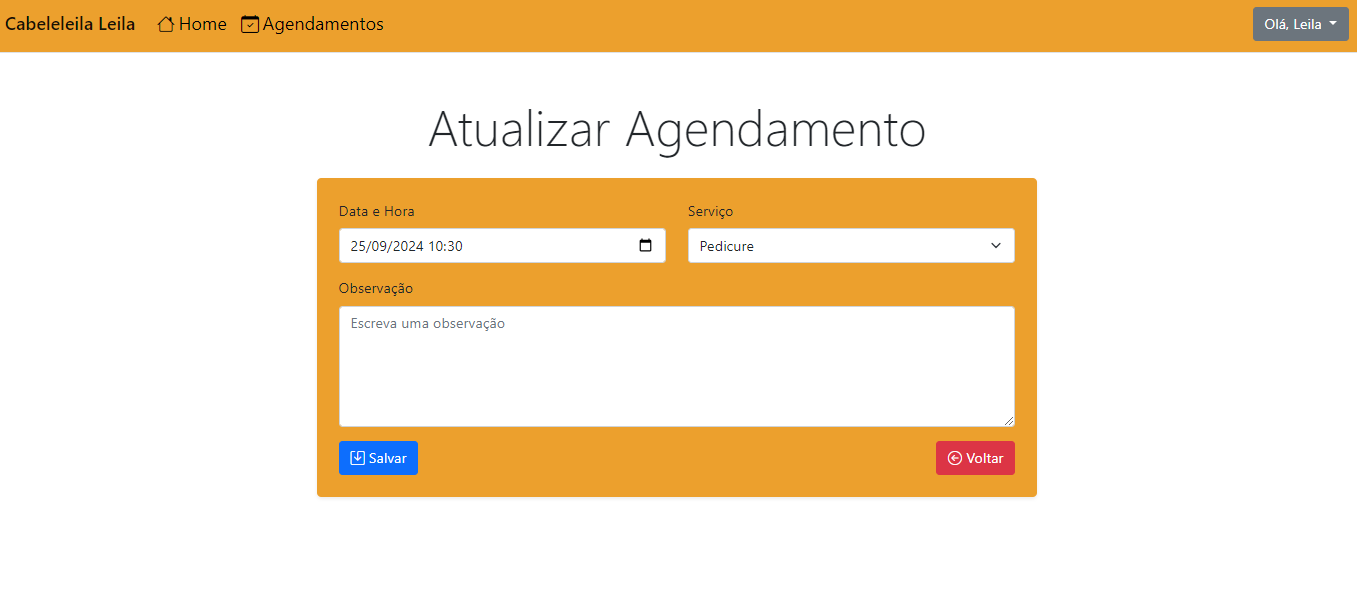 Cabeleleila Leila Home Agendamentos Olá, Leila
Atualizar Agendamento
Data e Hora Serviço
25/09/2024 10:30 Pedicure
Observação
Escreva uma observação
Salvar Voltar